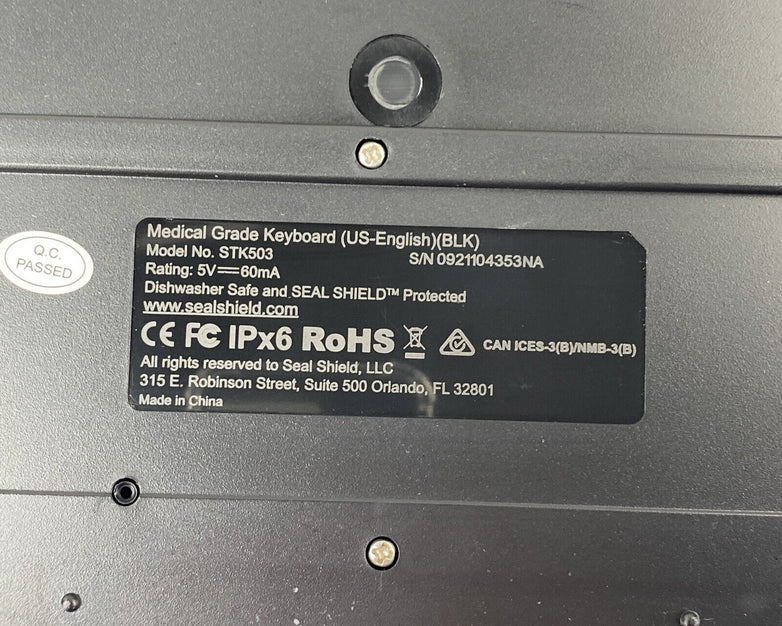 Medical Grade Keyboard (US-English)(BLK)
Model No. STK503 S/N 0921104353NA
Rating: 5V⎓60mA
Dishwasher Safe and SEAL SHIELD™ Protected
www.sealshield.com
CE FC IPx6 RoHS CAN ICES-3(B)/NMB-3(B)
All rights reserved to Seal Shield, LLC
315 E. Robinson Street, Suite 500 Orlando, FL 32801
Made in China
Q.C.
PASSED